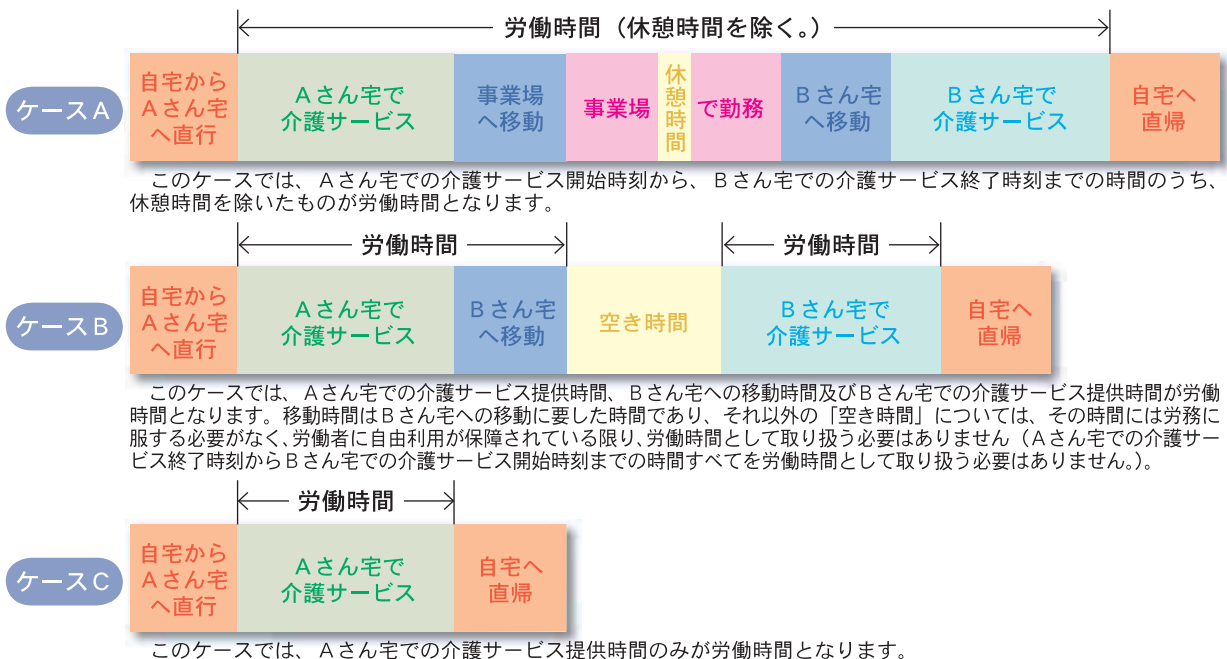 労働時間（休憩時間を除く。）
ケースA
自宅から
Aさん宅
へ直行
Aさん宅で
介護サービス
事業場
へ移動
事業場
休憩時間
で勤務
Bさん宅
へ移動
Bさん宅で
介護サービス
自宅へ
直帰
このケースでは、Aさん宅での介護サービス開始時刻から、Bさん宅での介護サービス終了時刻までの時間のうち、
休憩時間を除いたものが労働時間となります。
労働時間
労働時間
ケースB
自宅から
Aさん宅
へ直行
Aさん宅で
介護サービス
Bさん宅
へ移動
空き時間
Bさん宅で
介護サービス
自宅へ
直帰
このケースでは、Aさん宅での介護サービス提供時間、Bさん宅への移動時間及びBさん宅での介護サービス提供時間が労働
時間となります。移動時間はBさん宅への移動に要した時間であり、それ以外の「空き時間」については、その時間には労務に
服する必要がなく、労働者に自由利用が保障されている限り、労働時間として取り扱う必要はありません（Aさん宅での介護サー
ビス終了時刻からBさん宅での介護サービス開始時刻までの時間すべてを労働時間として取り扱う必要はありません。）。
労働時間
ケースC
自宅から
Aさん宅
へ直行
Aさん宅で
介護サービス
自宅へ
直帰
このケースでは、Aさん宅での介護サービス提供時間のみが労働時間となります。